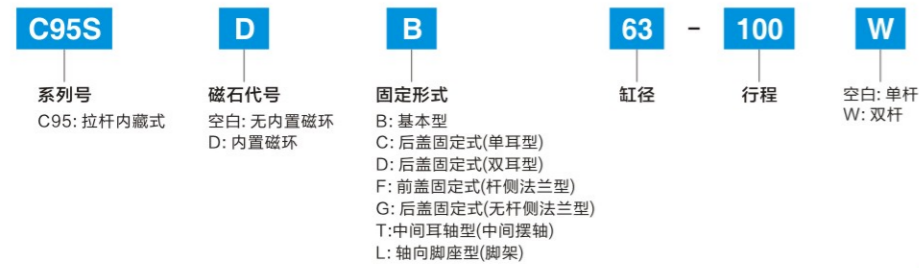 C95S D B 63 - 100 W
系列号 磁石代号 固定形式 缸径 行程 空白: 单杆
C95: 拉杆内藏式 空白: 无内置磁环 B: 基本型 W: 双杆
D: 内置磁环 C: 后盖固定式(单耳型)
D: 后盖固定式(双耳型)
F: 前盖固定式(杆侧法兰型)
G: 后盖固定式(无杆侧法兰型)
T:中间耳轴型(中间摆轴)
L: 轴向脚座型(脚架)